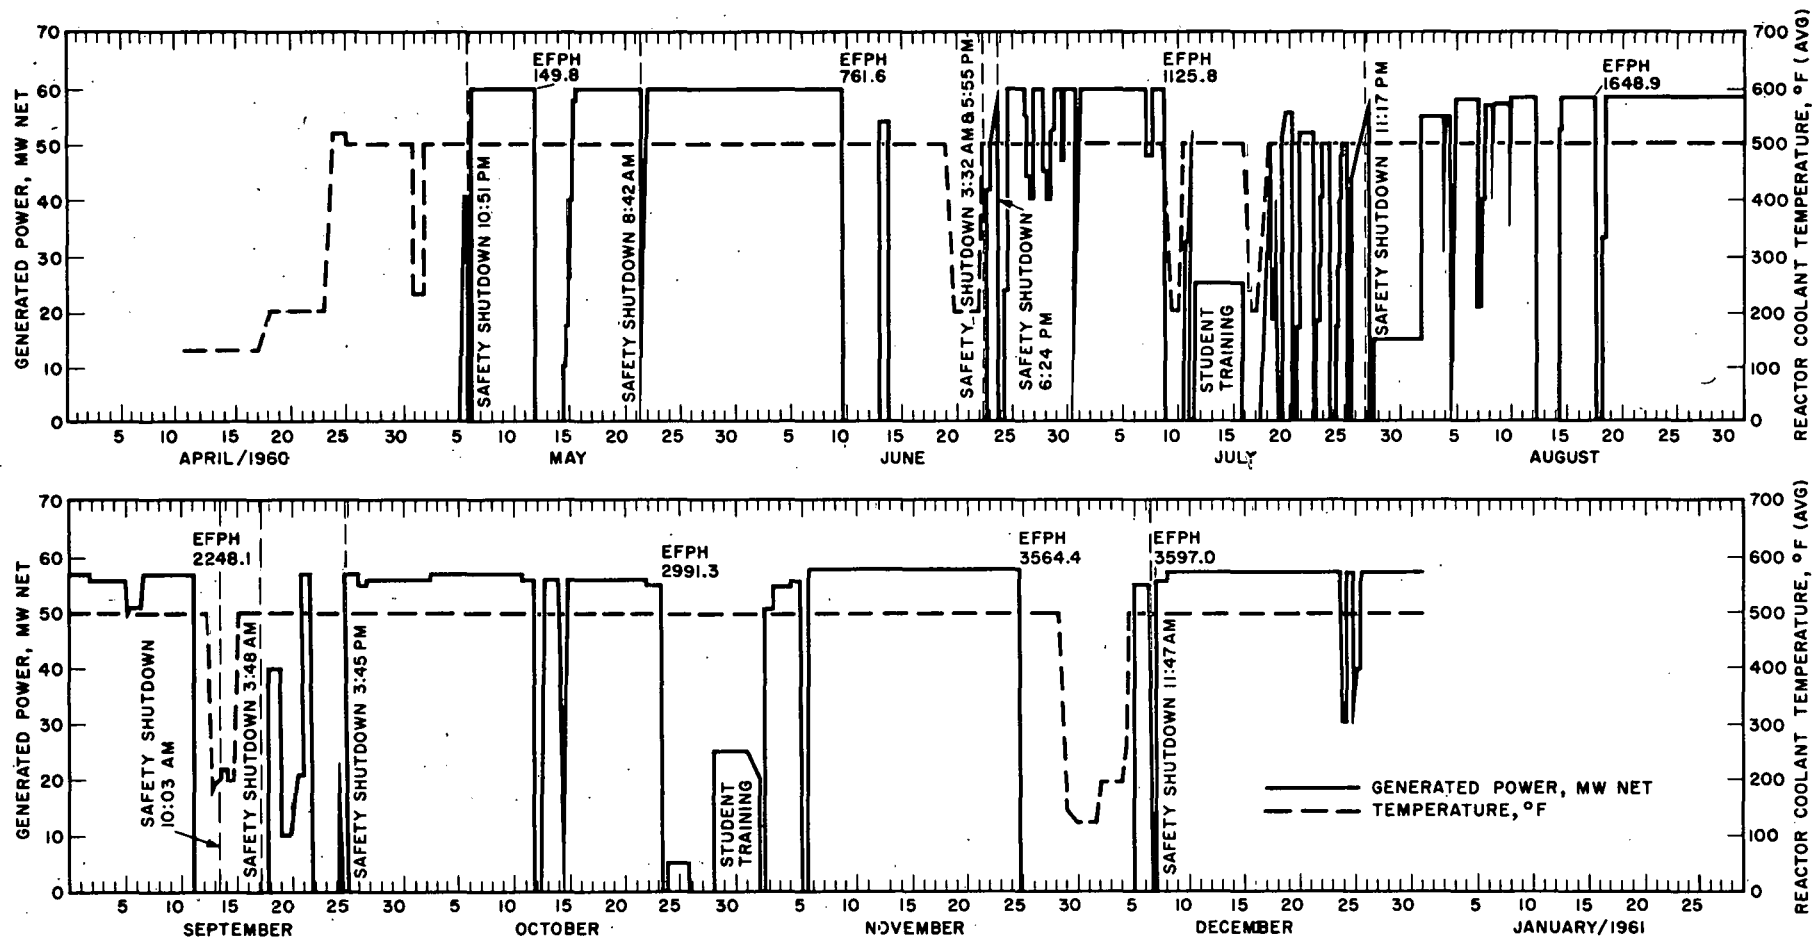 GENERATED POWER, MW NET
70
60
50
40
30
20
10
0
EFPH
149.8
EFPH
761.6
EFPH
1125.8
EFPH
1648.9
SAFETY SHUTDOWN 10:51 PM
SAFETY SHUTDOWN 8:42 AM
SAFETY SHUTDOWN 3:32 AM & 5:55 PM
SAFETY SHUTDOWN
6:24 PM
STUDENT
TRAINING
SAFETY SHUTDOWN 11:17 PM
700
600
500
400
300
200
100
0
REACTOR COOLANT TEMPERATURE, °F (AVG)
5 10 15 20 25 30 5 10 15 20 25 30 5 10 15 20 25 30 5 10 15 20 25 30 5 10 15 20 25 30
APRIL/1960 MAY JUNE JULY AUGUST
GENERATED POWER, MW NET
70
60
50
40
30
20
10
0
EFPH
2248.1
EFPH
2991.3
EFPH
3564.4
EFPH
3597.0
SAFETY SHUTDOWN
10:03 AM
SAFETY SHUTDOWN 3:48 AM
SAFETY SHUTDOWN 3:45 PM
STUDENT
TRAINING
SAFETY SHUTDOWN 11:47 AM
GENERATED POWER, MW NET
TEMPERATURE, °F
700
600
500
400
300
200
100
0
REACTOR COOLANT TEMPERATURE, °F (AVG)
5 10 15 20 25 30 5 10 15 20 25 30 5 10 15 20 25 30 5 10 15 20 25 30 5 10 15 20 25
SEPTEMBER OCTOBER NOVEMBER DECEMBER JANUARY/1961